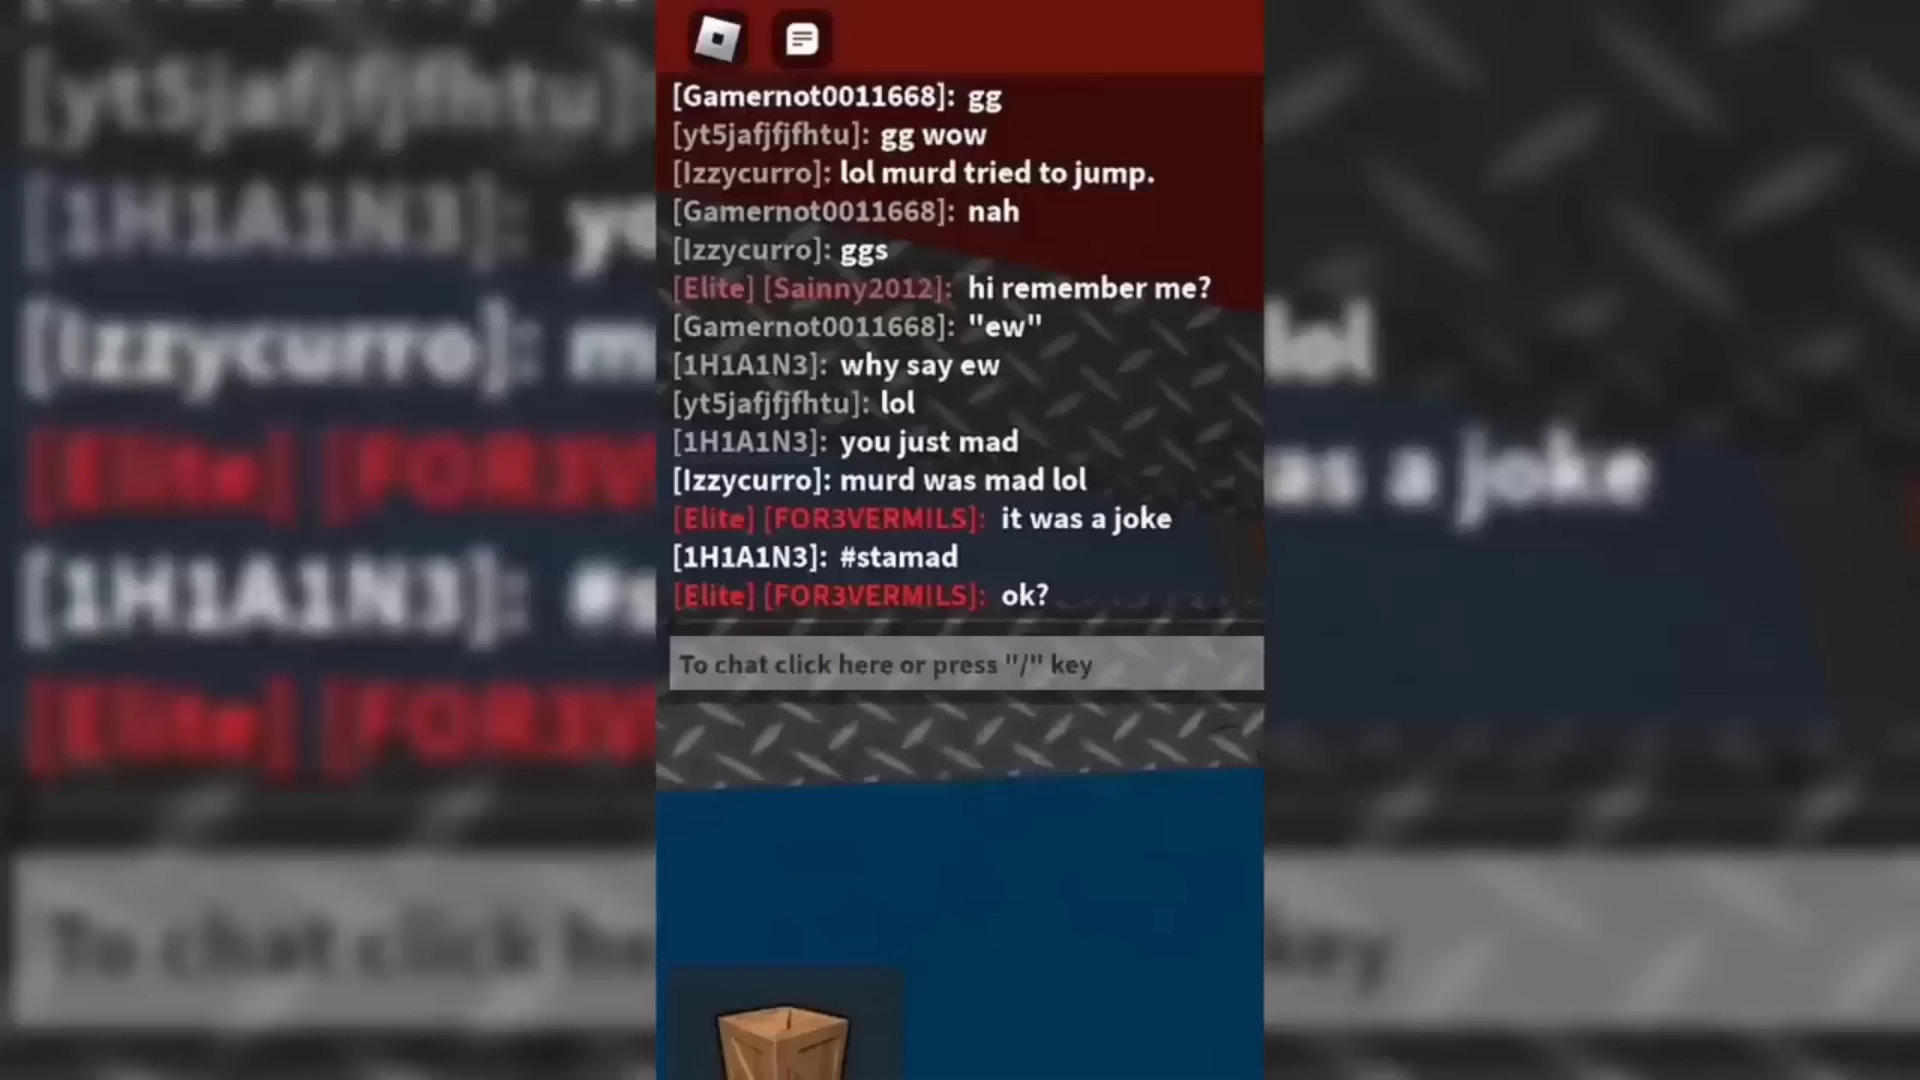 [Gamernot0011668]: gg
[yt5jafjfjfhtu]: gg wow
[Izzycurro]: lol murd tried to jump.
[Gamernot0011668]: nah
[Izzycurro]: ggs
[Elite] [Sainny2012]: hi remember me?
[Gamernot0011668]: "ew"
[1H1A1N3]: why say ew
[yt5jafjfjfhtu]: lol
[1H1A1N3]: you just mad
[Izzycurro]: murd was mad lol
[Elite] [FOR3VERMILS]: it was a joke
[1H1A1N3]: #stamad
[Elite] [FOR3VERMILS]: ok?
To chat click here or press "/" key